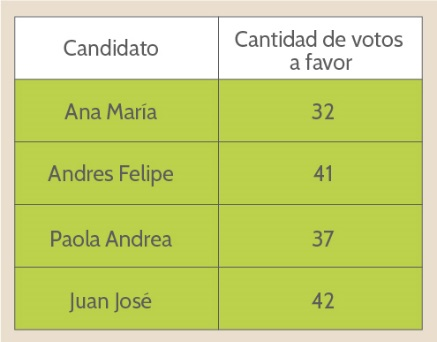 Candidato
Cantidad de votos
a favor
Ana María
32
Andres Felipe
41
Paola Andrea
37
Juan José
42